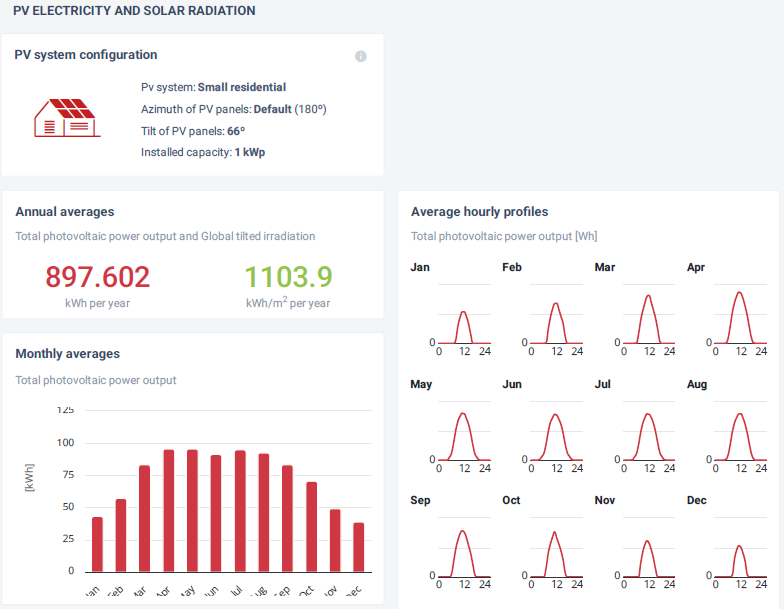 PV ELECTRICITY AND SOLAR RADIATION
PV system configuration
Pv system: Small residential
Azimuth of PV panels: Default (180º)
Tilt of PV panels: 66º
Installed capacity: 1 kWp
Annual averages
Total photovoltaic power output and Global tilted irradiation
897.602 1103.9
kWh per year kWh/m² per year
Monthly averages
Total photovoltaic power output
125
100
75
50
25
0
[kWh]
Apr Jul Oct
Average hourly profiles
Total photovoltaic power output [Wh]
Jan Feb Mar Apr
0 0 0 0
0 12 24 0 12 24 0 12 24 0 12 24
May Jun Jul Aug
0 0 0 0
0 12 24 0 12 24 0 12 24 0 12 24
Sep Oct Nov Dec
0 0 0 0
0 12 24 0 12 24 0 12 24 0 12 24